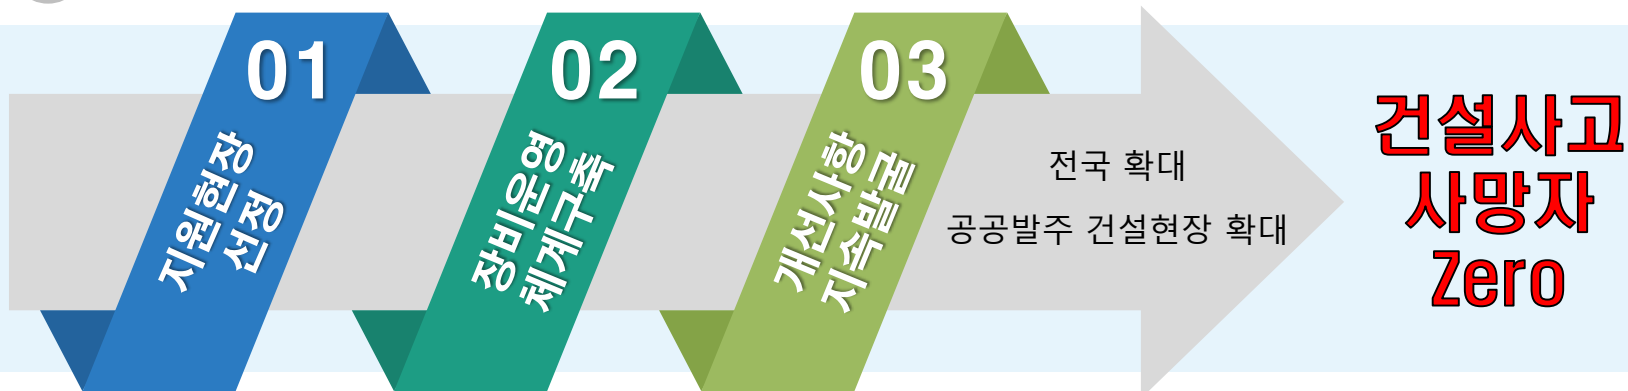 01
지원현장
선정
02
장비운영
체계구축
03
개선사항
지속발굴
전국 확대
공공발주 건설현장 확대
건설사고
사망자
Zero